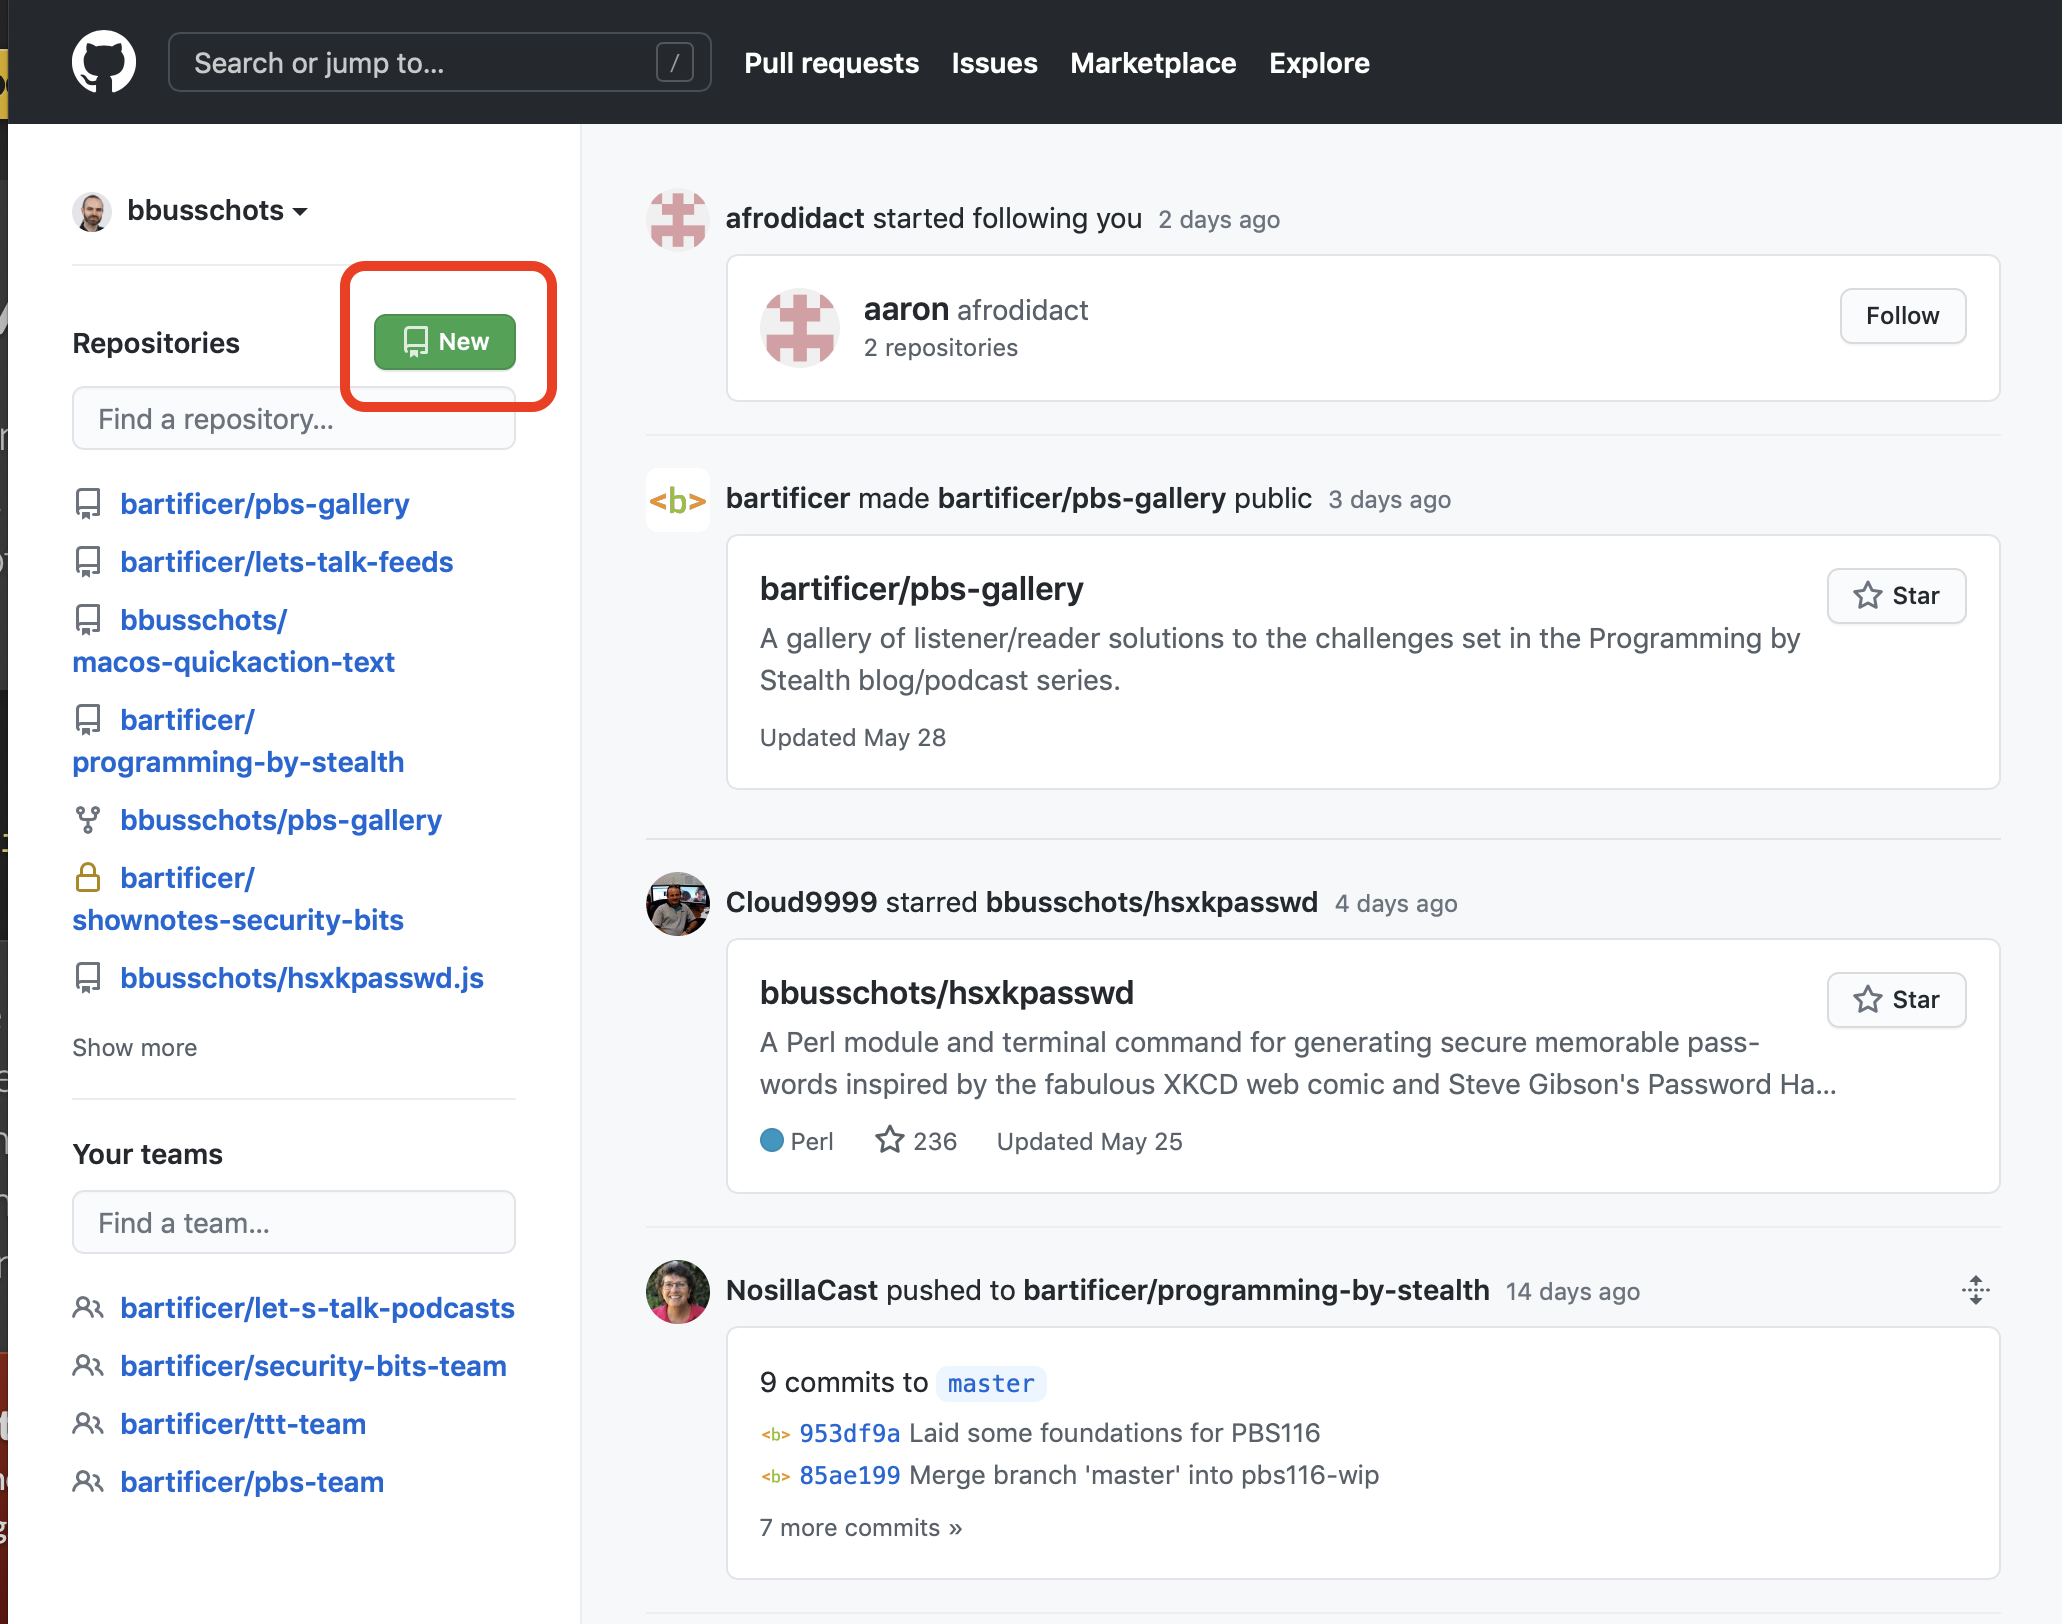 Search or jump to...
/
Pull requests
Issues
Marketplace
Explore
bbusschots
Repositories
New
Find a repository...
bartificer/pbs-gallery
bartificer/lets-talk-feeds
bbusschots/
macos-quickaction-text
bartificer/
programming-by-stealth
bbusschots/pbs-gallery
bartificer/
shownotes-security-bits
bbusschots/hsxkpasswd.js
Show more
Your teams
Find a team...
bartificer/let-s-talk-podcasts
bartificer/security-bits-team
bartificer/ttt-team
bartificer/pbs-team
afrodidact started following you 2 days ago
aaron afrodidact
2 repositories
Follow
<b> bartificer made bartificer/pbs-gallery public 3 days ago
bartificer/pbs-gallery
Star
A gallery of listener/reader solutions to the challenges set in the Programming by
Stealth blog/podcast series.
Updated May 28
Cloud9999 starred bbusschots/hsxkpasswd 4 days ago
bbusschots/hsxkpasswd
Star
A Perl module and terminal command for generating secure memorable pass-
words inspired by the fabulous XKCD web comic and Steve Gibson's Password Ha...
Perl 236 Updated May 25
NosillaCast pushed to bartificer/programming-by-stealth 14 days ago
9 commits to master
<b> 953df9a Laid some foundations for PBS116
<b> 85ae199 Merge branch 'master' into pbs116-wip
7 more commits »